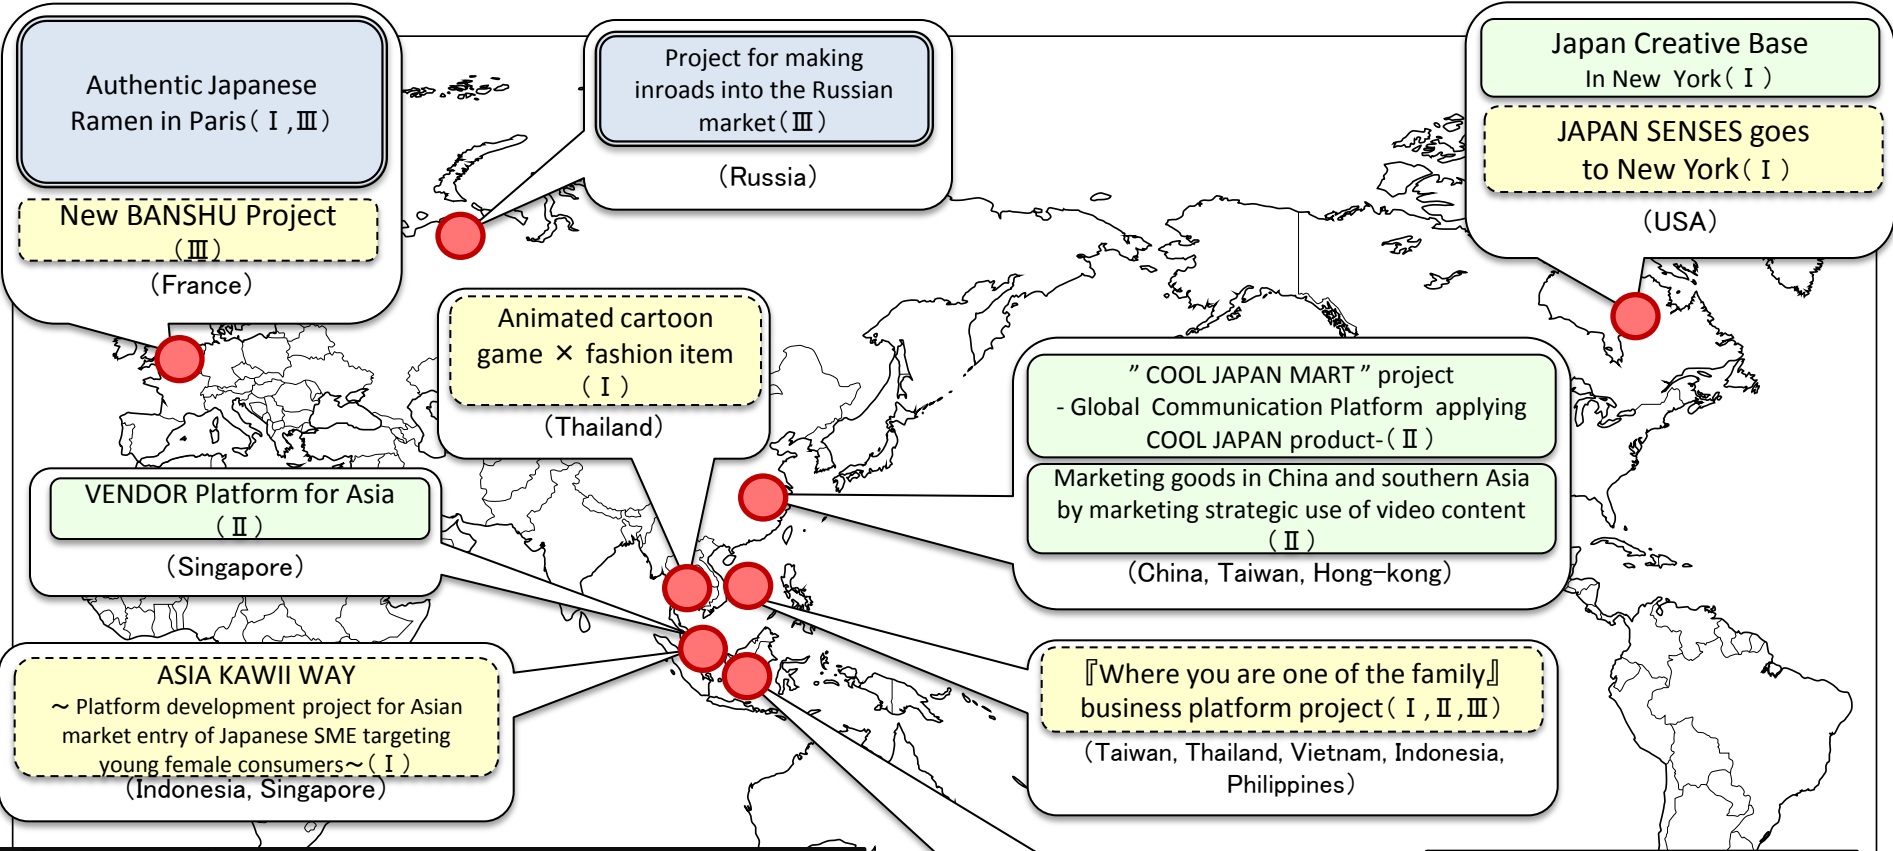 Authentic Japanese
Ramen in Paris(Ⅰ,Ⅲ)
New BANSHU Project
(Ⅲ)
(France)
Project for making
inroads into the Russian
market(Ⅲ)
(Russia)
Japan Creative Base
In New York(Ⅰ)
JAPAN SENSES goes
to New York(Ⅰ)
(USA)
Animated cartoon
game × fashion item
(Ⅰ)
(Thailand)
” COOL JAPAN MART ” project
- Global Communication Platform applying
COOL JAPAN product-(Ⅱ)
Marketing goods in China and southern Asia
by marketing strategic use of video content
(Ⅱ)
(China, Taiwan, Hong-kong)
VENDOR Platform for Asia
(Ⅱ)
(Singapore)
ASIA KAWII WAY
~ Platform development project for Asian
market entry of Japanese SME targeting
young female consumers~(Ⅰ)
(Indonesia, Singapore)
『Where you are one of the family』
business platform project(Ⅰ,Ⅱ,Ⅲ)
(Taiwan, Thailand, Vietnam, Indonesia,
Philippines)